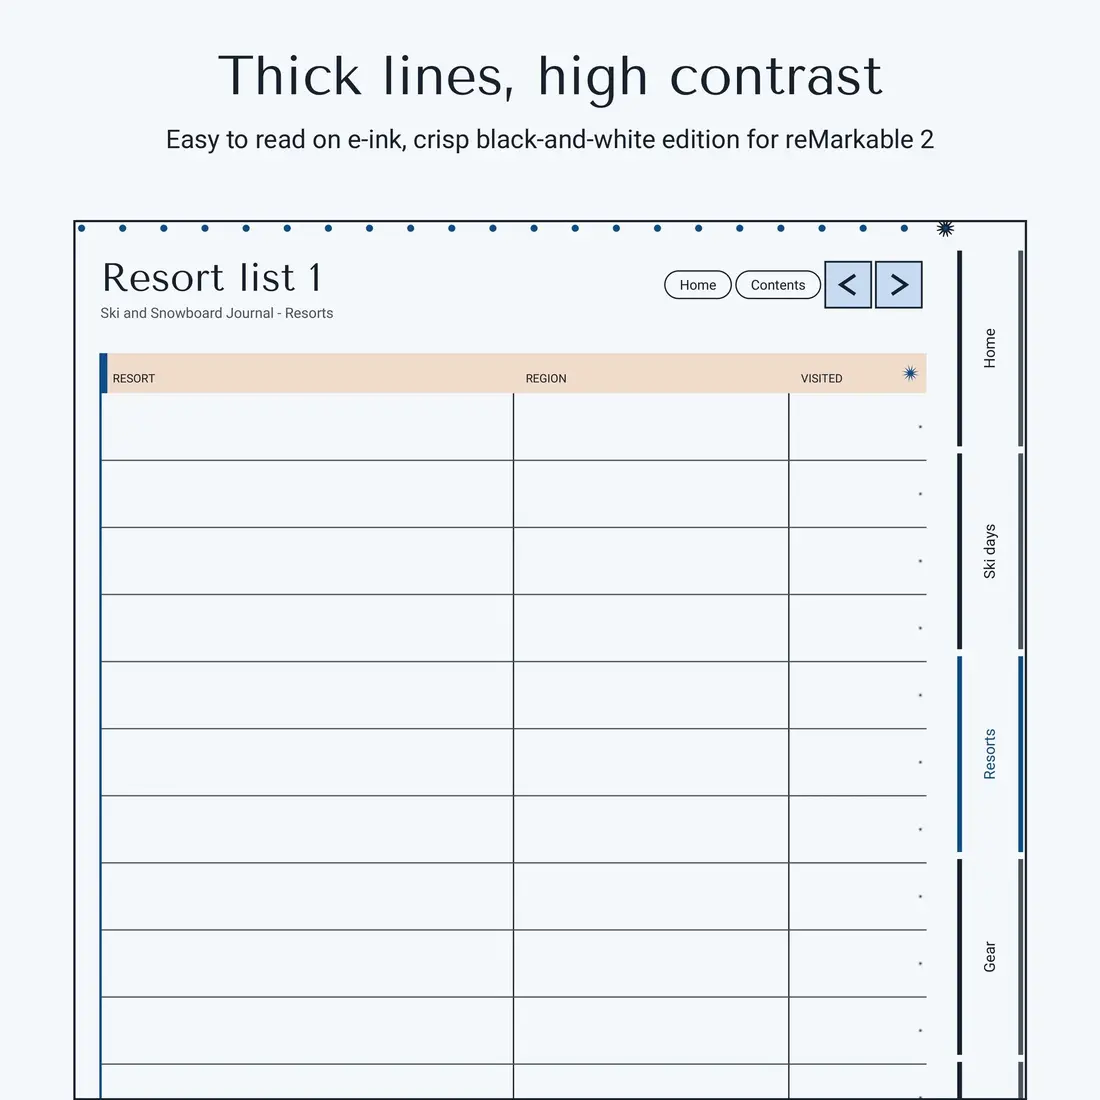 Thick lines, high contrast
Easy to read on e-ink, crisp black-and-white edition for reMarkable 2
Resort list 1
Ski and Snowboard Journal - Resorts
Home
Contents
<
>
RESORT
REGION
VISITED
Home
Ski days
Resorts
Gear